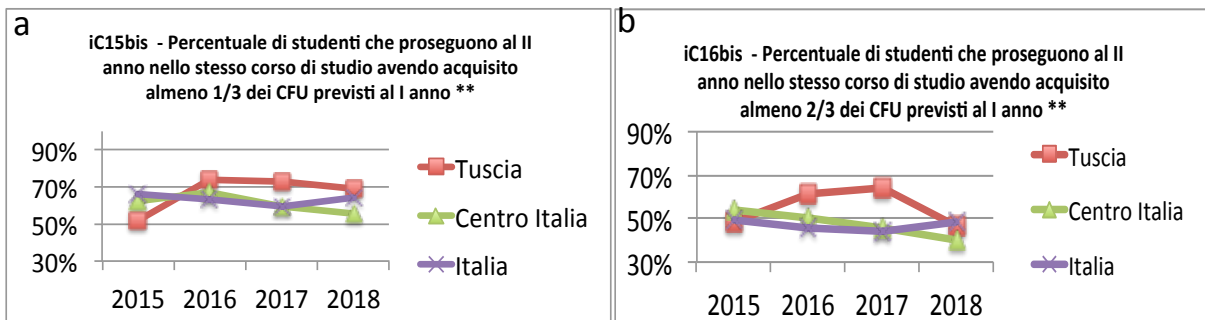 a
iC15bis - Percentuale di studenti che proseguono al II
anno nello stesso corso di studio avendo acquisito
almeno 1/3 dei CFU previsti al I anno **
90%
70%
50%
30%
2015 2016 2017 2018
Tuscia
Centro Italia
Italia
b
iC16bis - Percentuale di studenti che proseguono al II
anno nello stesso corso di studio avendo acquisito
almeno 2/3 dei CFU previsti al I anno **
90%
70%
50%
30%
2015 2016 2017 2018
Tuscia
Centro Italia
Italia